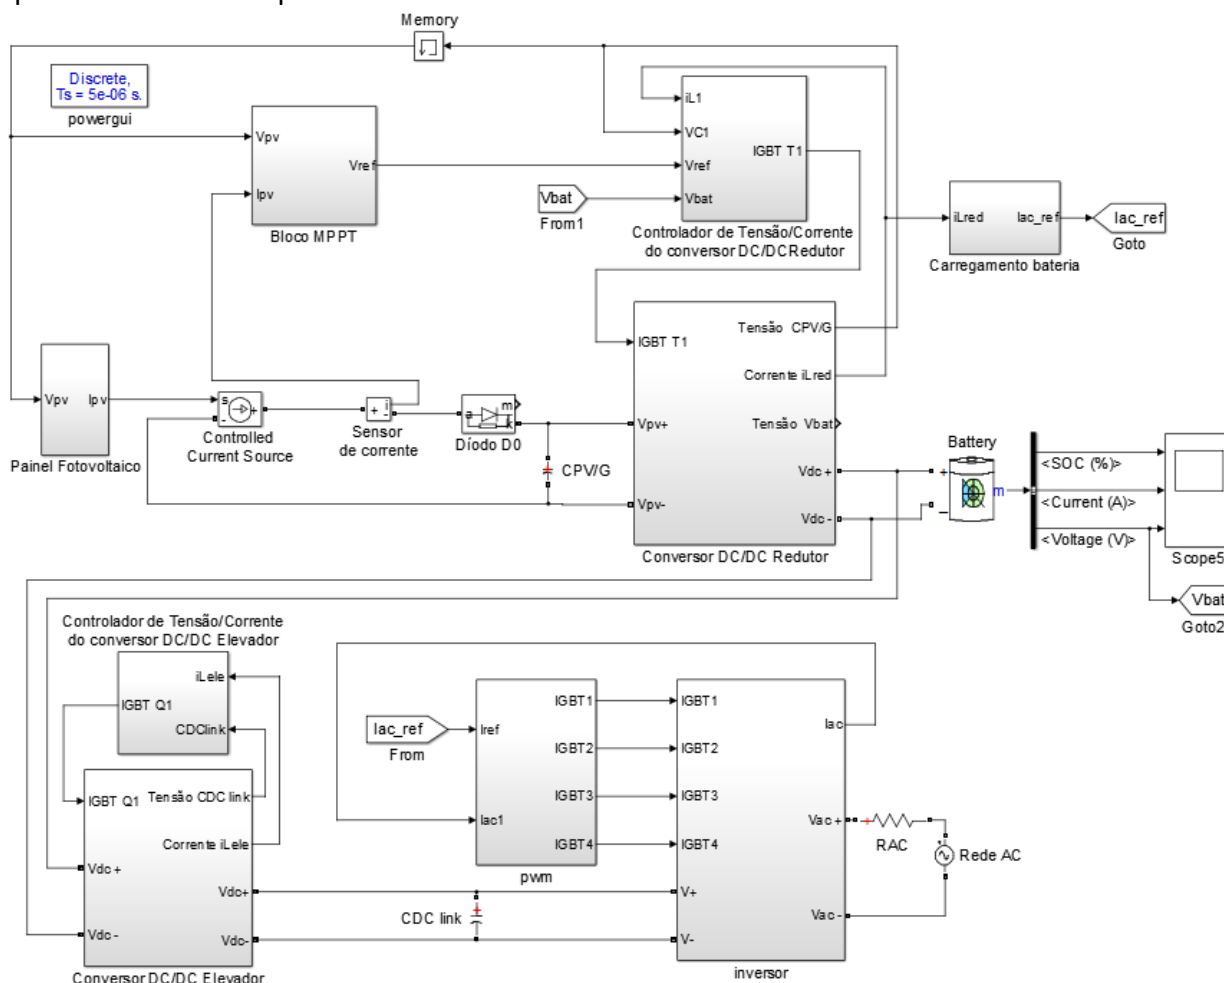 Memory
Discrete,
Ts = 5e-06 s.
powergui
Vpv
Ipv
Vref
Bloco MPPT
iL1
VC1
Vref
Vbat
IGBT T1
Controlador de Tensão/Corrente
do conversor DC/DCRedutor
Vbat
From1
iLred
Iac_ref
Carregamento bateria
Iac_ref
Goto
Vpv
Ipv
Painel Fotovoltaico
s
-
+
Controlled
Current Source
+
-
i
Sensor
de corrente
a
m
k
Díodo D0
CPV/G
IGBT T1
Vpv+
Vpv-
Tensão CPV/G
Corrente iLred
Tensão Vbat
Vdc +
Vdc -
Conversor DC/DC Redutor
Battery
+
m
<SOC (%)>
<Current (A)>
<Voltage (V)>
Scope5
Vbat
Goto2
Controlador de Tensão/Corrente
do conversor DC/DC Elevador
iLele
IGBT Q1
CDClink
IGBT Q1
Tensão CDC link
Corrente iLele
Vdc +
Vdc -
Vdc+
Vdc-
Conversor DC/DC Elevador
CDC link
Iac_ref
From
Iref
Iac1
IGBT1
IGBT2
IGBT3
IGBT4
pwm
IGBT1
IGBT2
IGBT3
IGBT4
V+
V-
Iac
Vac +
Vac -
inversor
RAC
Rede AC